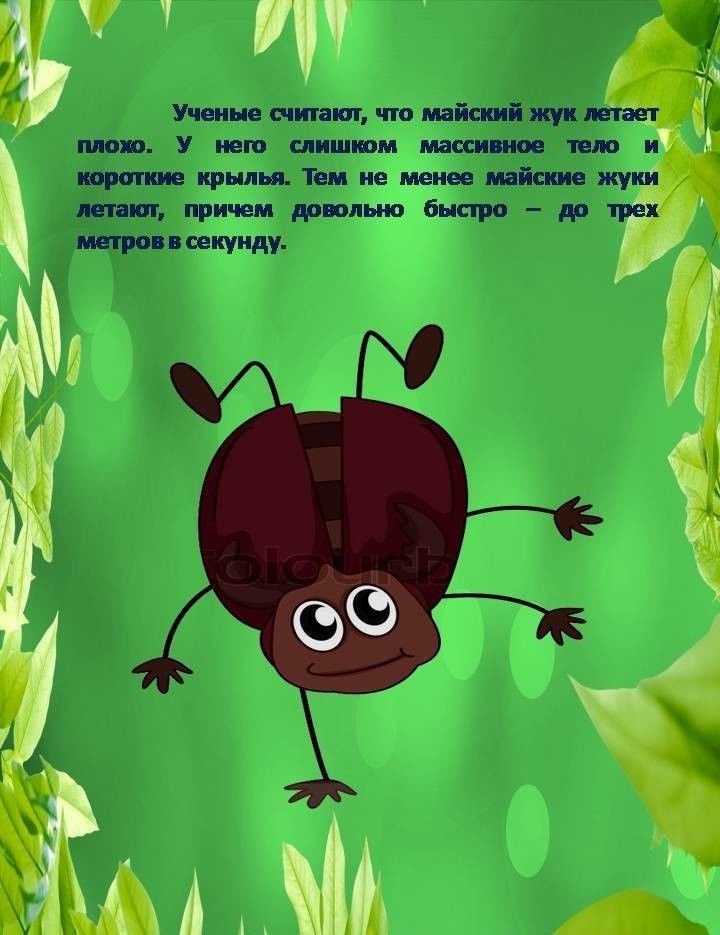 Ученые считают, что майский жук летает
плохо. У него слишком массивное тело и
короткие крылья. Тем не менее майские жуки
летают, причем довольно быстро – до трех
метров в секунду.